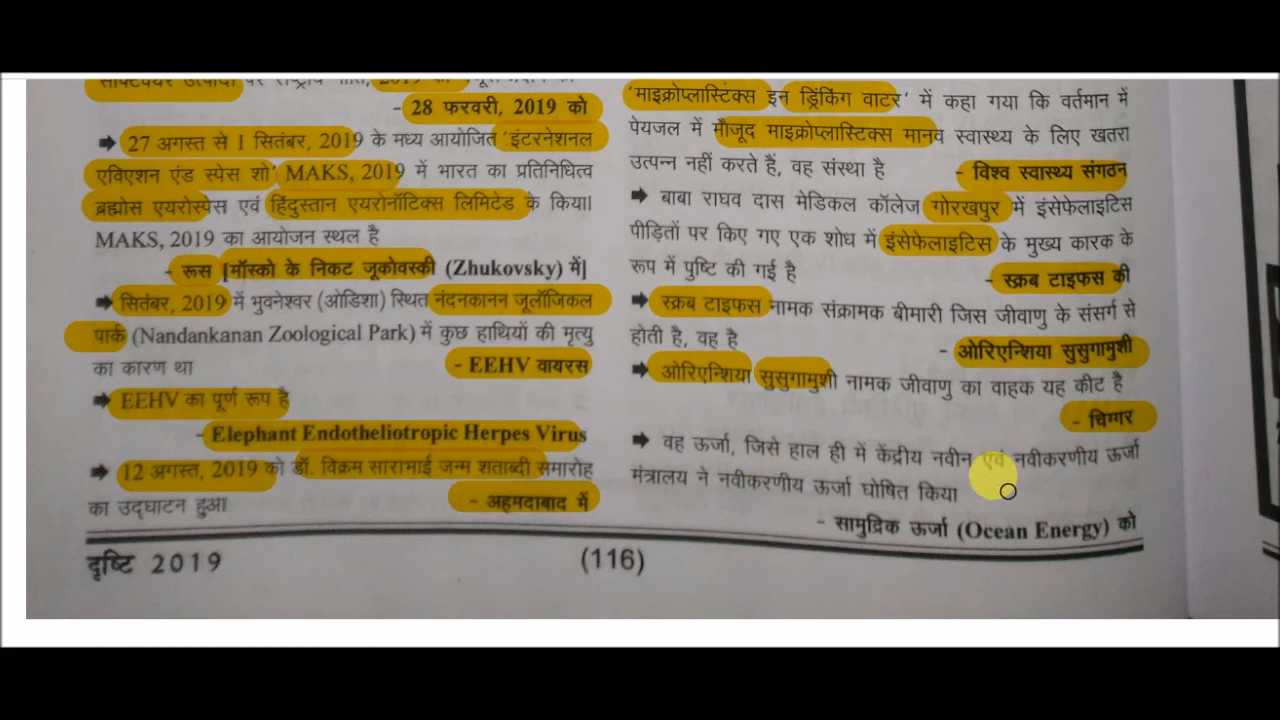 - 28 फरवरी, 2019 को
➡ 27 अगस्त से 1 सितंबर, 2019 के मध्य आयोजित 'इंटरनेशनल
एविएशन एंड स्पेस शो' MAKS, 2019 में भारत का प्रतिनिधित्व
ब्रह्मोस एयरोस्पेस एवं हिंदुस्तान एयरोनॉटिक्स लिमिटेड के किया।
MAKS, 2019 का आयोजन स्थल है
- रूस [मॉस्को के निकट जूकोवस्की (Zhukovsky) में]
➡ सितंबर, 2019 में भुवनेश्वर (ओडिशा) स्थित नंदनकानन जूलॉजिकल
पार्क (Nandankanan Zoological Park) में कुछ हाथियों की मृत्यु
का कारण था
- EEHV वायरस
➡ EEHV का पूर्ण रूप है
- Elephant Endotheliotropic Herpes Virus
➡ 12 अगस्त, 2019 को डॉ. विक्रम साराभाई जन्म शताब्दी समारोह
का उद्घाटन हुआ
- अहमदाबाद में
'माइक्रोप्लास्टिक्स इन ड्रिंकिंग वाटर' में कहा गया कि वर्तमान में
पेयजल में मौजूद माइक्रोप्लास्टिक्स मानव स्वास्थ्य के लिए खतरा
उत्पन्न नहीं करते हैं, वह संस्था है
- विश्व स्वास्थ्य संगठन
➡ बाबा राघव दास मेडिकल कॉलेज गोरखपुर में इंसेफेलाइटिस
पीड़ितों पर किए गए एक शोध में इंसेफेलाइटिस के मुख्य कारक के
रूप में पुष्टि की गई है
- स्क्रब टाइफस की
➡ स्क्रब टाइफस नामक संक्रामक बीमारी जिस जीवाणु के संसर्ग से
होती है, वह है
- ओरिएन्शिया सुसुगामुशी
➡ ओरिएन्शिया सुसुगामुशी नामक जीवाणु का वाहक यह कीट है
- चिग्गर
➡ वह ऊर्जा, जिसे हाल ही में केंद्रीय नवीन एवं नवीकरणीय ऊर्जा
मंत्रालय ने नवीकरणीय ऊर्जा घोषित किया
- सामुद्रिक ऊर्जा (Ocean Energy) को
दृष्टि 2019
(116)